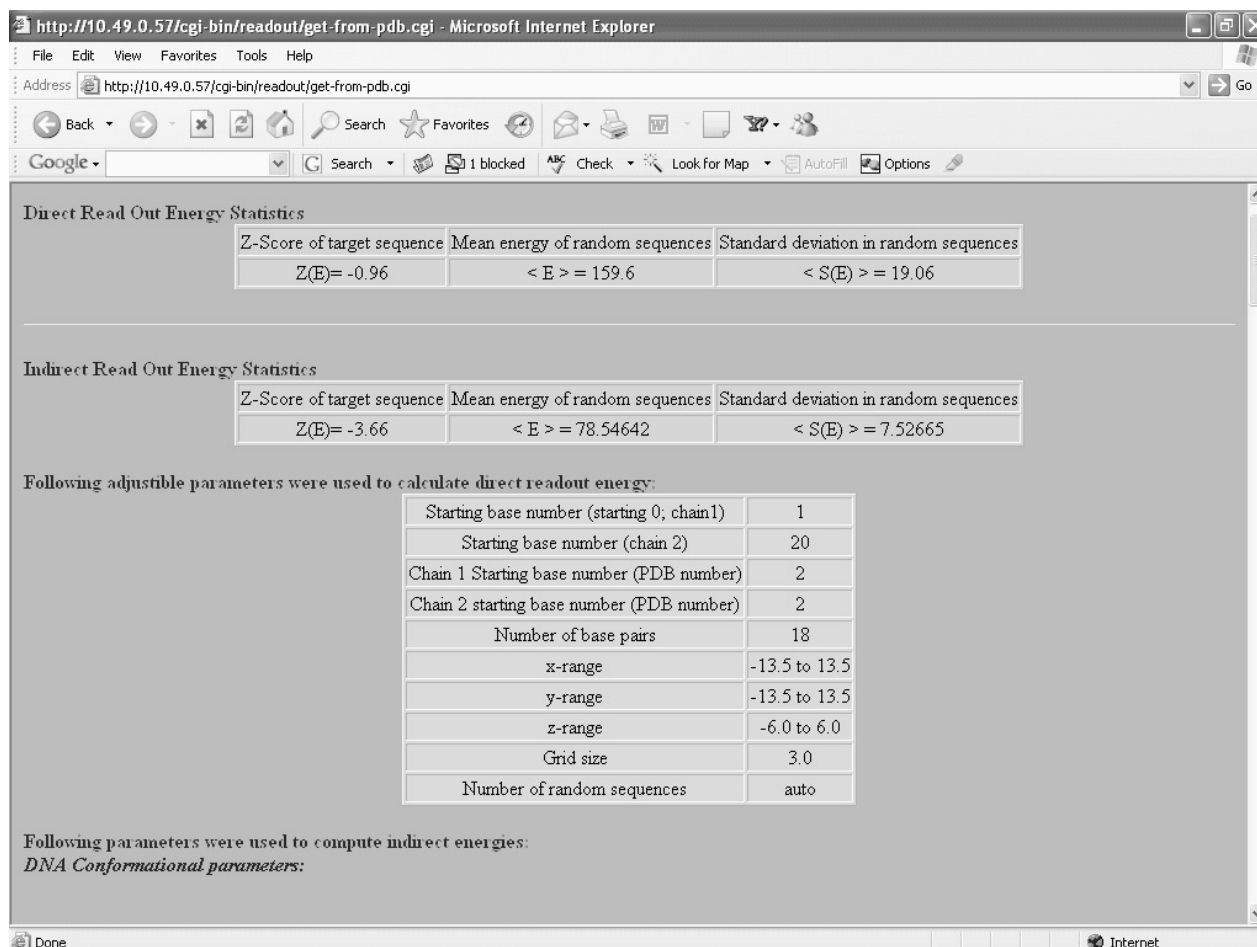 http://10.49.0.57/cgi-bin/readout/get-from-pdb.cgi - Microsoft Internet Explorer
File Edit View Favorites Tools Help
Address http://10.49.0.57/cgi-bin/readout/get-from-pdb.cgi Go
Back Search Favorites
Google Search 1 blocked ABC Check Look for Map AutoFill Options
Direct Read Out Energy Statistics
Z-Score of target sequence Mean energy of random sequences Standard deviation in random sequences
Z(E)= -0.96 < E > = 159.6 < S(E) > = 19.06
Indirect Read Out Energy Statistics
Z-Score of target sequence Mean energy of random sequences Standard deviation in random sequences
Z(E)= -3.66 < E > = 78.54642 < S(E) > = 7.52665
Following adjustible parameters were used to calculate direct readout energy:
Starting base number (starting 0; chain1) 1
Starting base number (chain 2) 20
Chain 1 Starting base number (PDB number) 2
Chain 2 starting base number (PDB number) 2
Number of base pairs 18
x-range -13.5 to 13.5
y-range -13.5 to 13.5
z-range -6.0 to 6.0
Grid size 3.0
Number of random sequences auto
Following parameters were used to compute indirect energies:
DNA Conformational parameters:
Done Internet